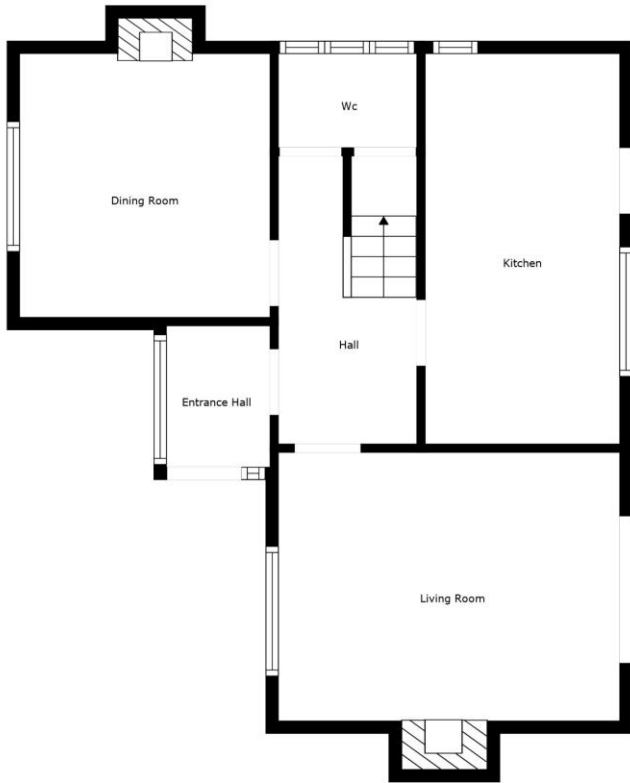 Wc
Dining Room
Kitchen
Hall
Entrance Hall
Living Room